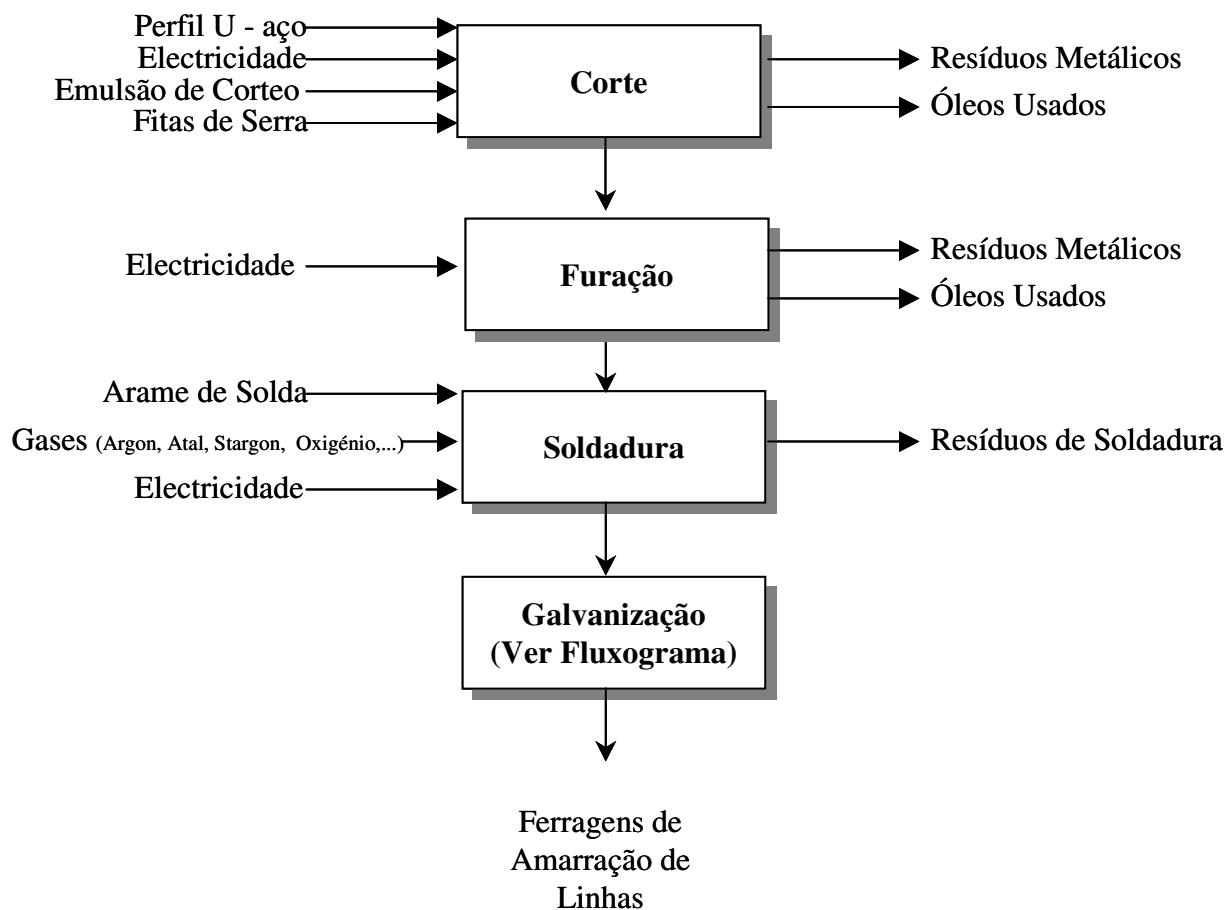 Perfil U - aço
Electricidade
Emulsão de Corteo
Fitas de Serra
Corte
Resíduos Metálicos
Óleos Usados
Electricidade
Furação
Resíduos Metálicos
Óleos Usados
Arame de Solda
Gases (Argon, Atal, Stargon, Oxigénio,...)
Electricidade
Soldadura
Resíduos de Soldadura
Galvanização
(Ver Fluxograma)
Ferragens de
Amarração de
Linhas